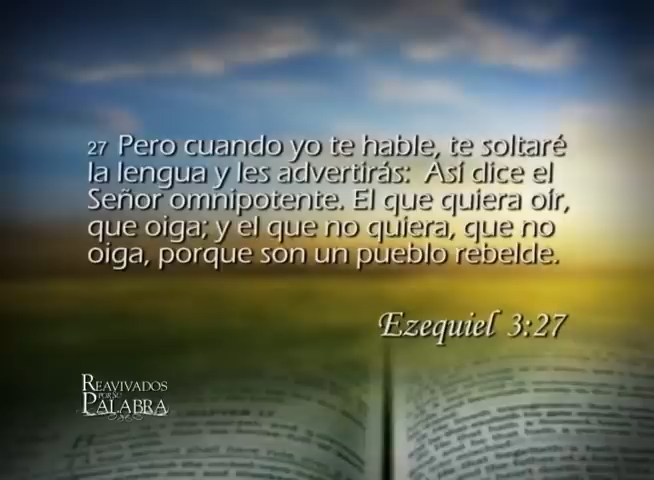 27 Pero cuando yo te hable, te soltaré
la lengua y les advertirás: Así dice el
Señor omnipotente. El que quiera oír,
que oiga; y el que no quiera, que no
oiga, porque son un pueblo rebelde.
Ezequiel 3:27
REAVIVADOS
POR SU
PALABRA